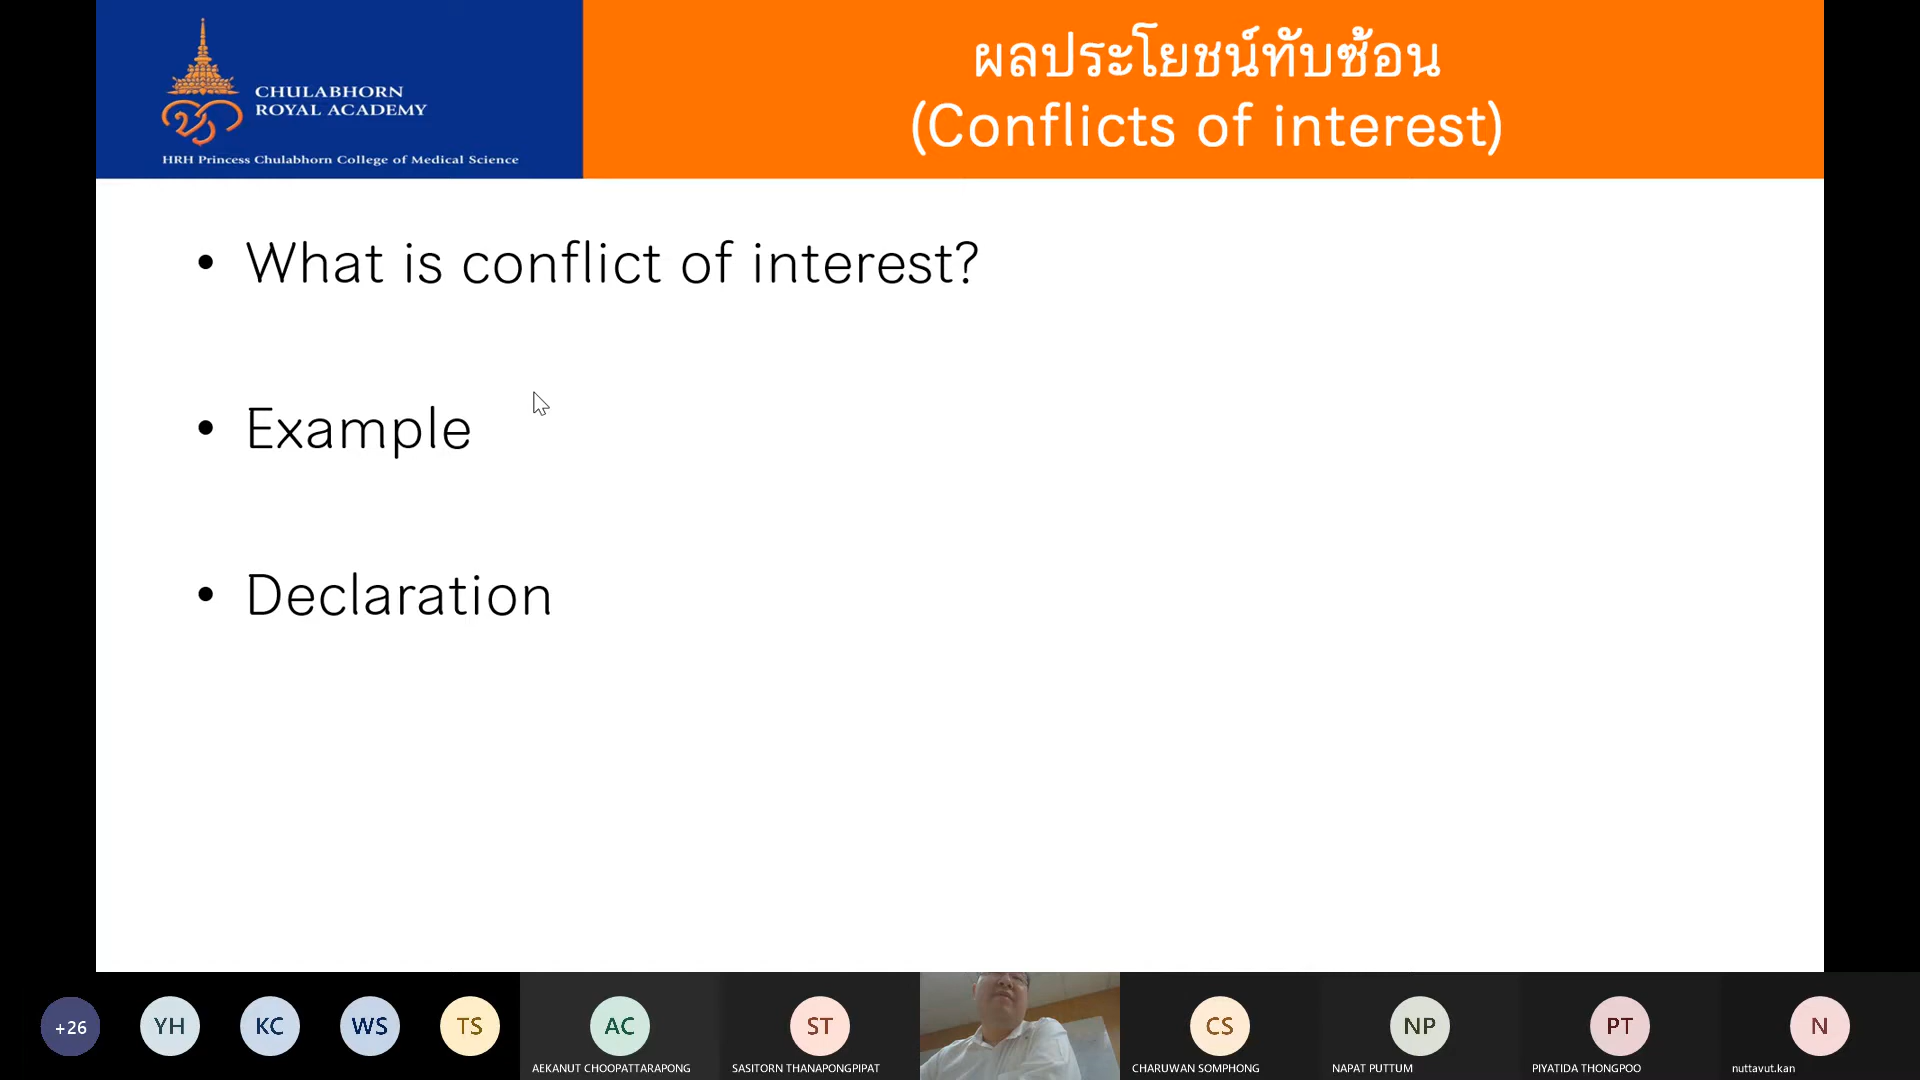 CHULABHORN
ROYAL ACADEMY
HRH Princess Chulabhorn College of Medical Science
ผลประโยชน์ทับซ้อน
(Conflicts of interest)
• What is conflict of interest?
• Example
• Declaration
+26
YH
KC
WS
TS
AC
ST
CS
NP
PT
N
AEKANUT CHOOPATTARAPONG
SASITORN THANAPONGPIPAT
CHARUWAN SOMPHONG
NAPAT PUTTUM
PIYATIDA THONGPOO
nuttavut.kan